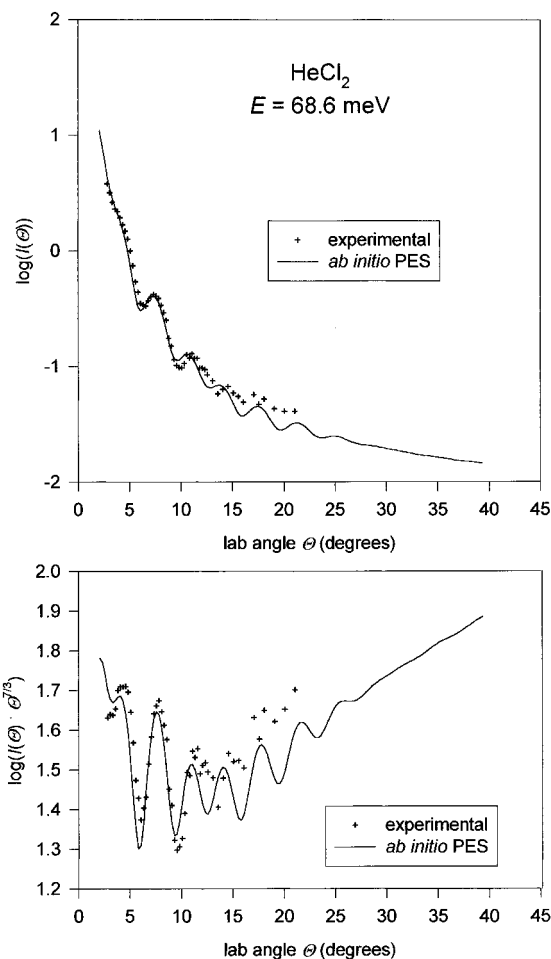 2
1
0
-1
-2
log(I(Θ))
HeCl₂
E = 68.6 meV
experimental
ab initio PES
0 5 10 15 20 25 30 35 40 45
lab angle Θ (degrees)
2.0
1.9
1.8
1.7
1.6
1.5
1.4
1.3
1.2
log(I(Θ) · Θ^7/3)
experimental
ab initio PES
0 5 10 15 20 25 30 35 40 45
lab angle Θ (degrees)